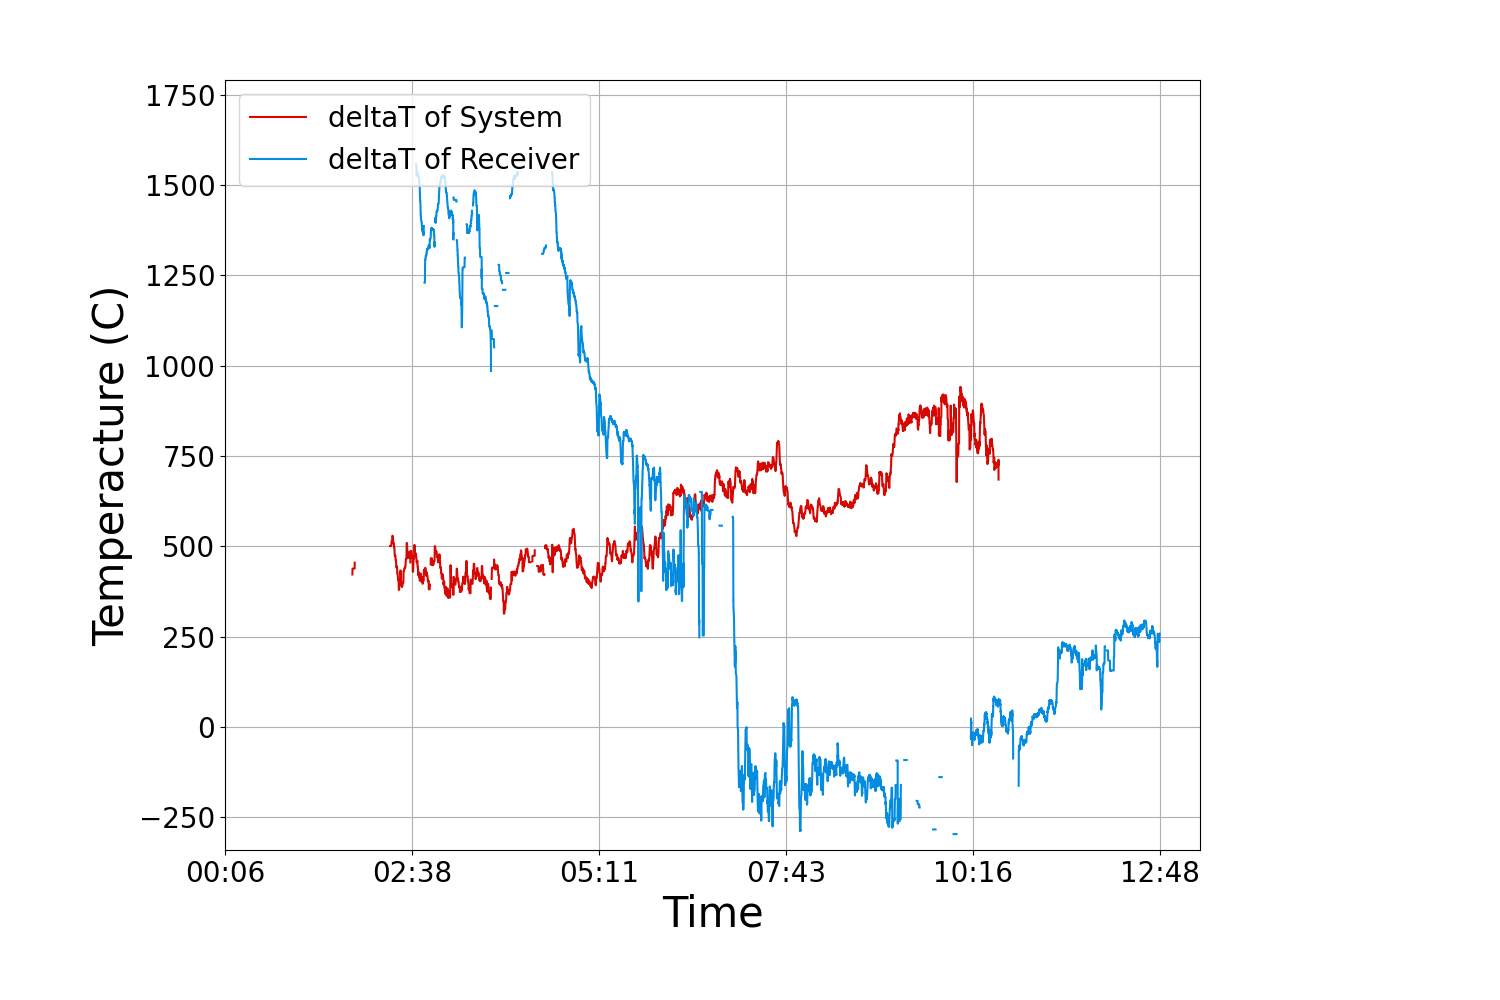 1750
1500
1250
1000
750
500
250
0
−250
deltaT of System
deltaT of Receiver
Temperacture (C)
00:06 02:38 05:11 07:43 10:16 12:48
Time